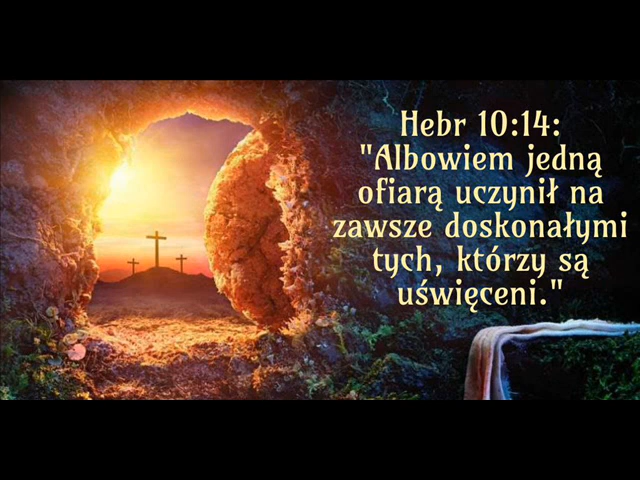 Hebr 10:14:
"Albowiem jedną
ofiarą uczynił na
zawsze doskonałymi
tych, którzy są
uświęceni."